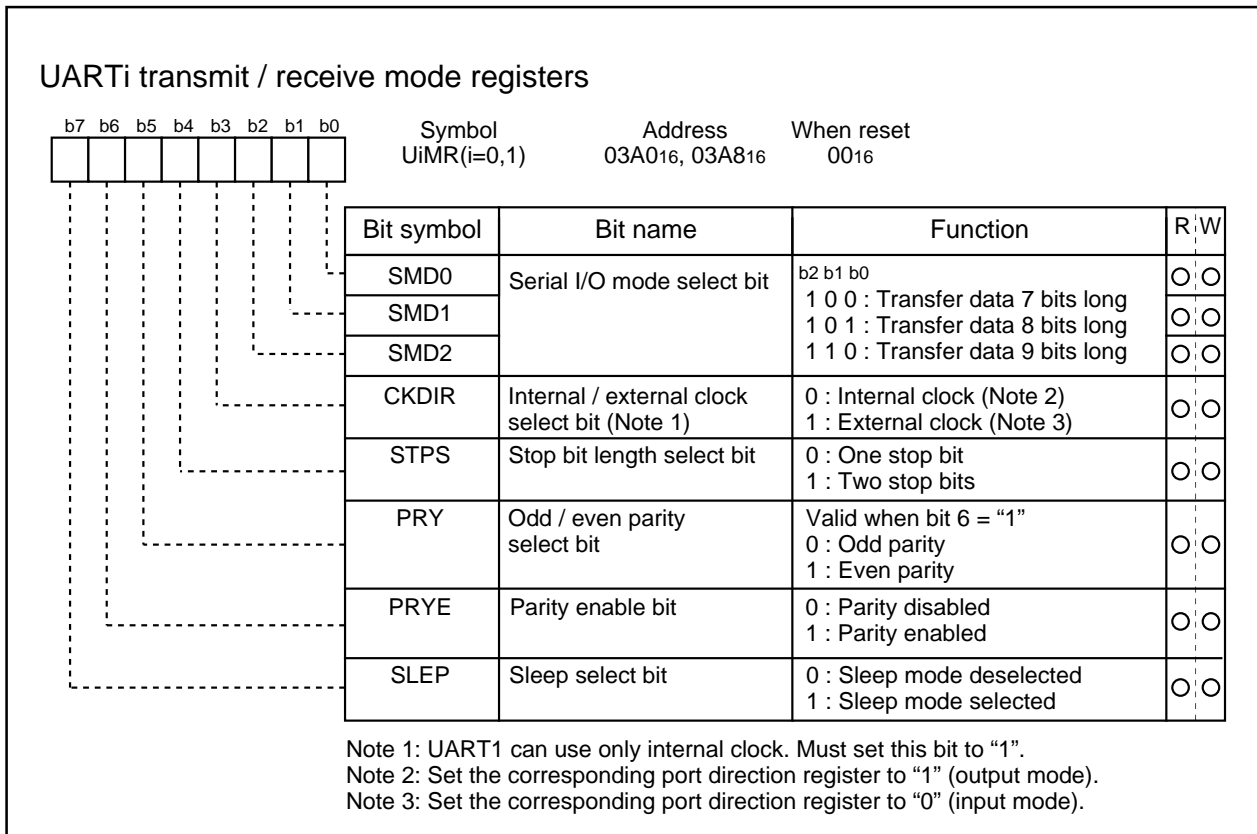 UARTi transmit / receive mode registers
b7 b6 b5 b4 b3 b2 b1 b0
Symbol Address When reset
UiMR(i=0,1) 03A016, 03A816 0016
Bit symbol Bit name Function R W
SMD0 Serial I/O mode select bit b2 b1 b0
1 0 0 : Transfer data 7 bits long
SMD1 1 0 1 : Transfer data 8 bits long
SMD2 1 1 0 : Transfer data 9 bits long
CKDIR Internal / external clock 0 : Internal clock (Note 2)
select bit (Note 1) 1 : External clock (Note 3)
STPS Stop bit length select bit 0 : One stop bit
1 : Two stop bits
PRY Odd / even parity Valid when bit 6 = “1”
select bit 0 : Odd parity
1 : Even parity
PRYE Parity enable bit 0 : Parity disabled
1 : Parity enabled
SLEP Sleep select bit 0 : Sleep mode deselected
1 : Sleep mode selected
Note 1: UART1 can use only internal clock. Must set this bit to “1”.
Note 2: Set the corresponding port direction register to “1” (output mode).
Note 3: Set the corresponding port direction register to “0” (input mode).